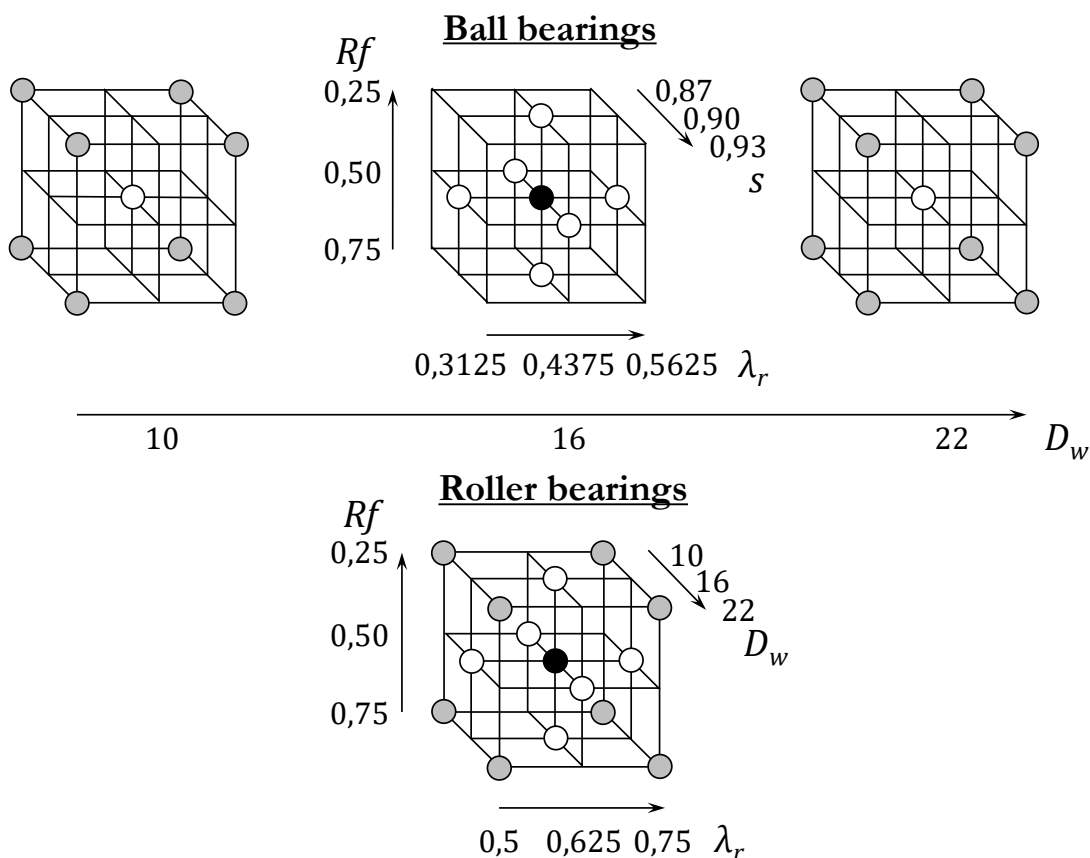 Ball bearings
Rf
0,25
0,50
0,75
0,87
0,90
0,93
s
0,3125 0,4375 0,5625 λr
10 16 22 Dw
Roller bearings
Rf
0,25
0,50
0,75
10
16
22
Dw
0,5 0,625 0,75 λr